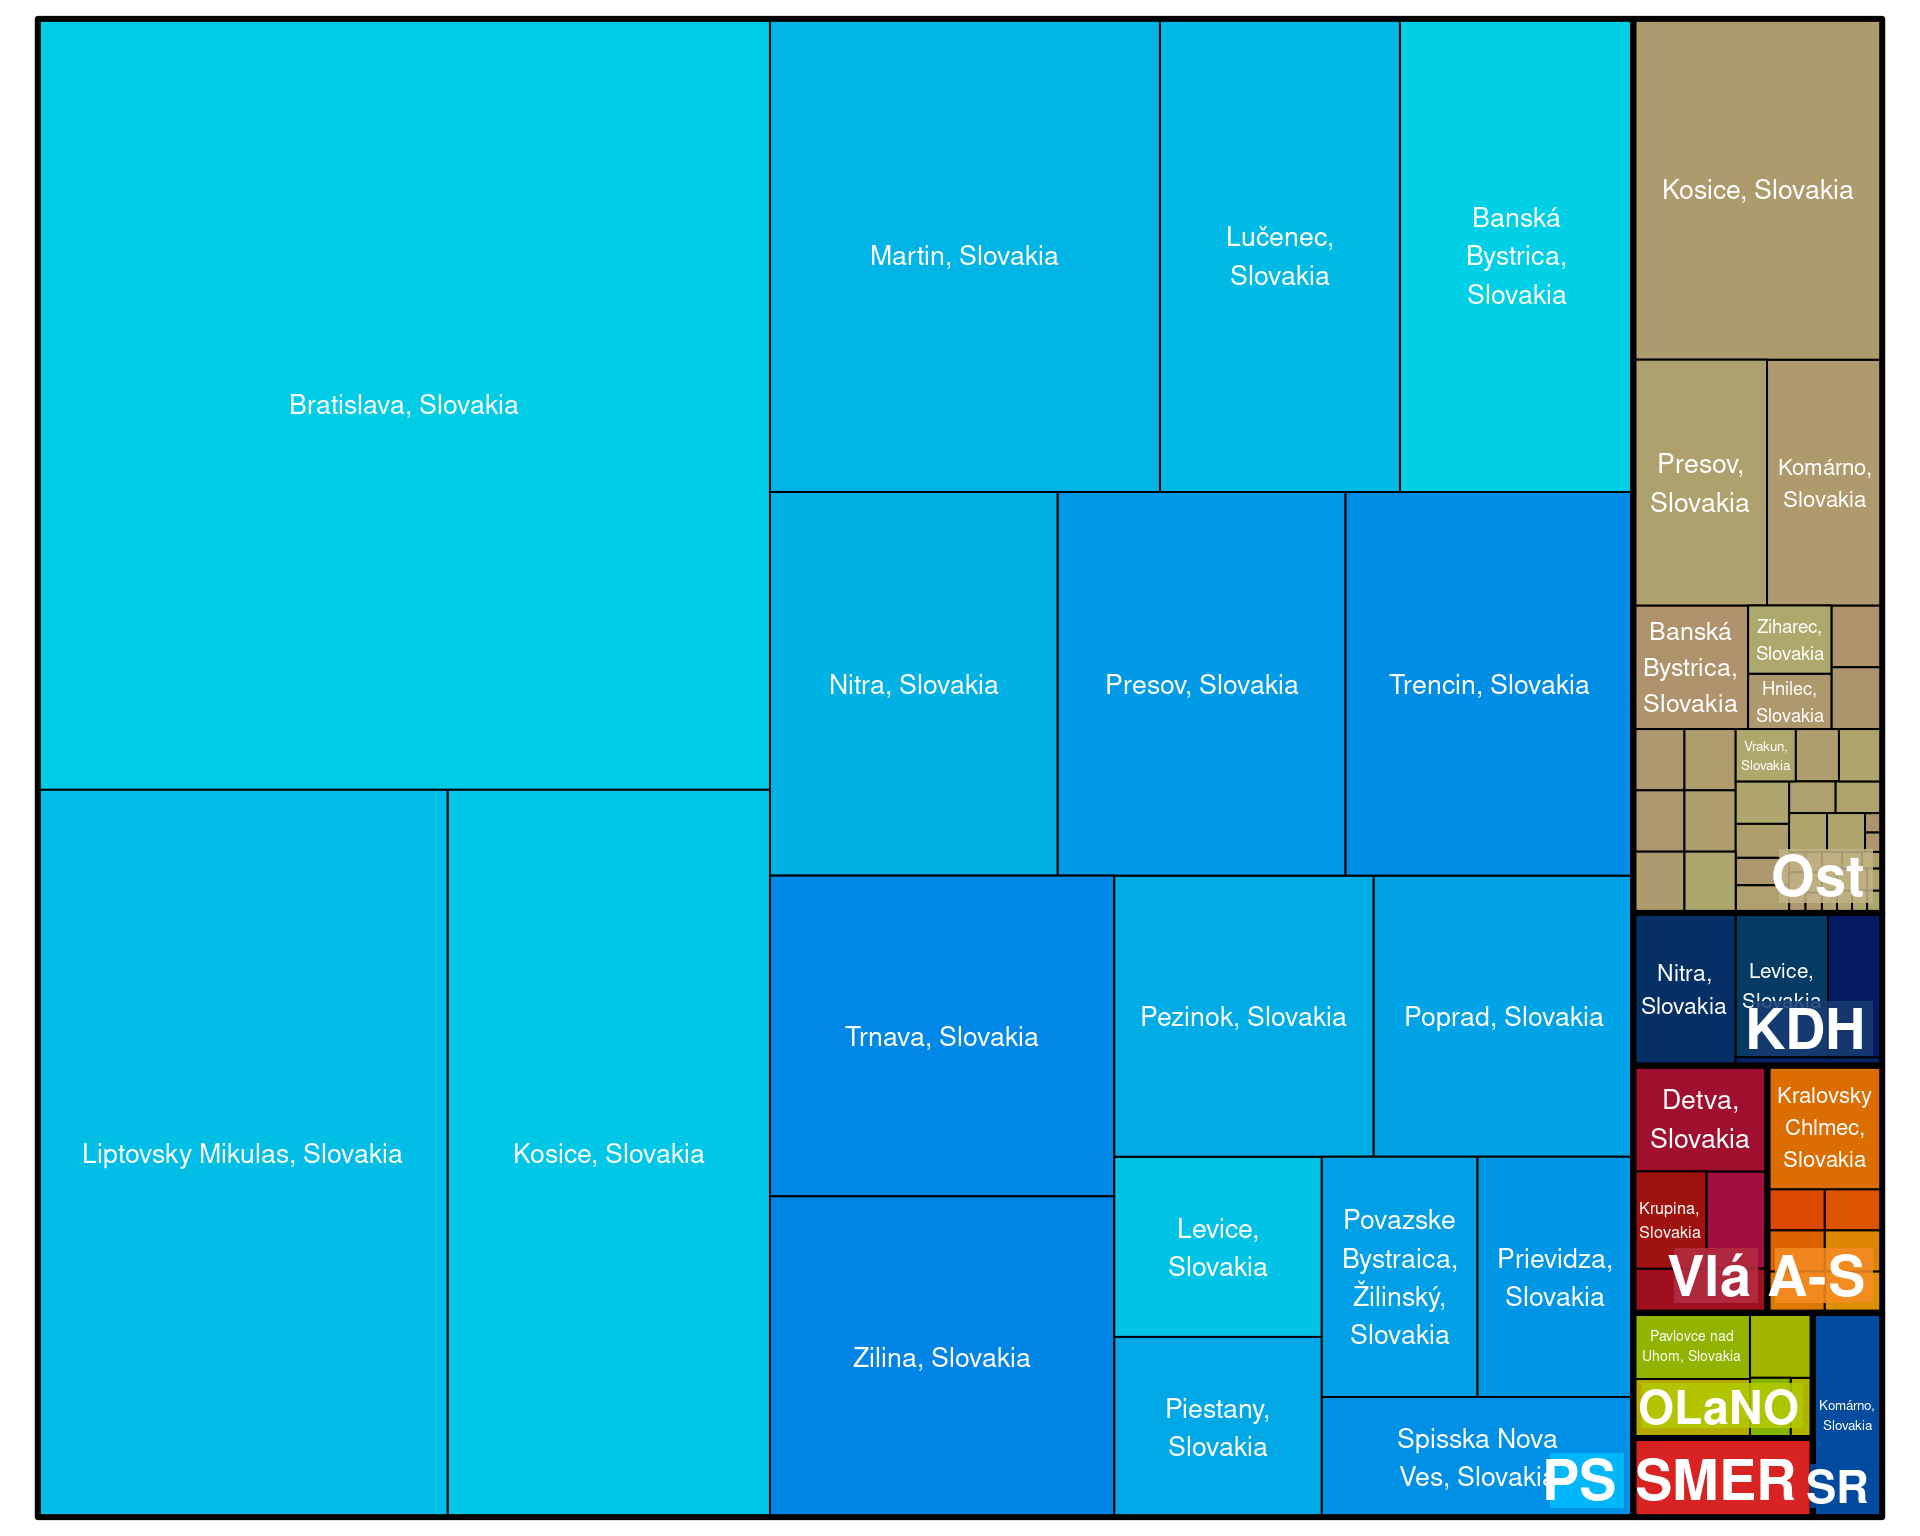 Bratislava, Slovakia
Martin, Slovakia
Lučenec,
Slovakia
Banská
Bystrica,
Slovakia
Nitra, Slovakia
Presov, Slovakia
Trencin, Slovakia
Liptovsky Mikulas, Slovakia
Kosice, Slovakia
Trnava, Slovakia
Zilina, Slovakia
Pezinok, Slovakia
Poprad, Slovakia
Levice,
Slovakia
Piestany,
Slovakia
Povazske
Bystraica,
Žilinský,
Slovakia
Prievidza,
Slovakia
Spisska Nova
Ves, Slovakia
PS
Kosice, Slovakia
Presov,
Slovakia
Komárno,
Slovakia
Banská
Bystrica,
Slovakia
Ziharec,
Slovakia
Hnilec,
Slovakia
Vrakun,
Slovakia
Ost
Nitra,
Slovakia
Levice,
Slovakia
KDH
Detva,
Slovakia
Krupina,
Slovakia
Vlá
Kralovsky
Chlmec,
Slovakia
A-S
Pavlovce nad
Uhom, Slovakia
OLaNO
Komárno,
Slovakia
SMER
SR